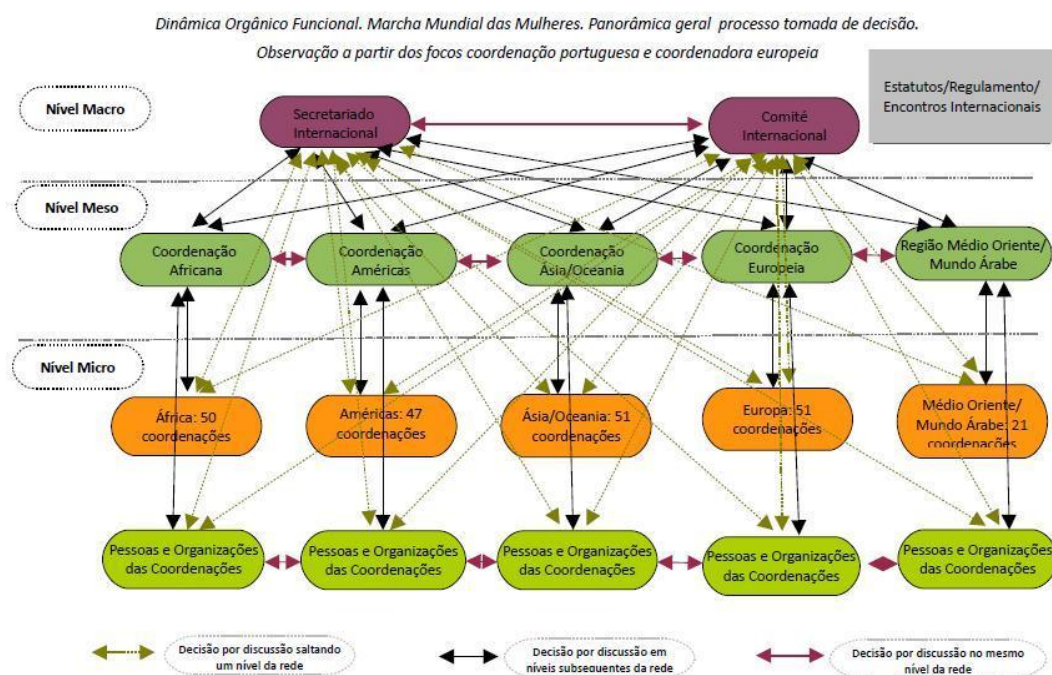 Dinâmica Orgânico Funcional. Marcha Mundial das Mulheres. Panorâmica geral processo tomada de decisão.
Observação a partir dos focos coordenação portuguesa e coordenadora europeia
Nível Macro
Secretariado
Internacional
Comité
Internacional
Estatutos/Regulamento/
Encontros Internacionais
Nível Meso
Coordenação
Africana
Coordenação
Américas
Coordenação
Ásia/Oceania
Coordenação
Europeia
Região Médio Oriente/
Mundo Árabe
Nível Micro
África: 50
coordenações
Américas: 47
coordenações
Ásia/Oceania: 51
coordenações
Europa: 51
coordenações
Médio Oriente/
Mundo Árabe: 21
coordenações
Pessoas e Organizações
das Coordenações
Pessoas e Organizações
das Coordenações
Pessoas e Organizações
das Coordenações
Pessoas e Organizações
das Coordenações
Pessoas e Organizações
das Coordenações
Decisão por discussão saltando
um nível da rede
Decisão por discussão em
níveis subsequentes da rede
Decisão por discussão no mesmo
nível da rede